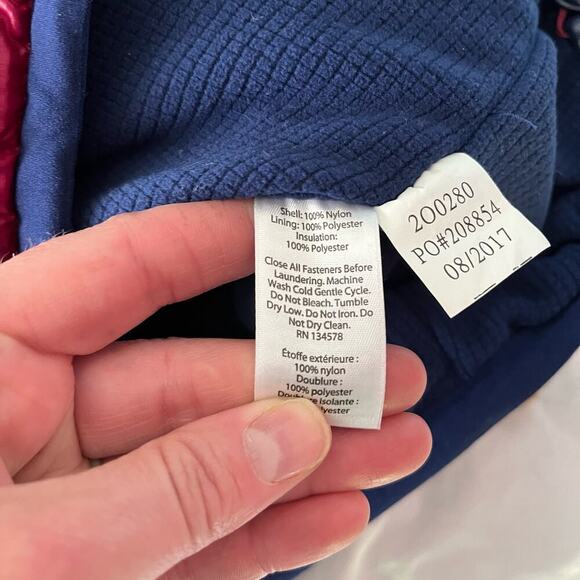 Shell: 100% Nylon
Lining: 100% Polyester
Insulation:
100% Polyester
Close All Fasteners Before
Laundering. Machine
Wash Cold Gentle Cycle.
Do Not Bleach. Tumble
Dry Low. Do Not Iron. Do
Not Dry Clean.
RN 134578
Étoffe extérieure :
100% nylon
Doublure :
100% polyester
isolante :
2O0280
PO#208854
08/2017